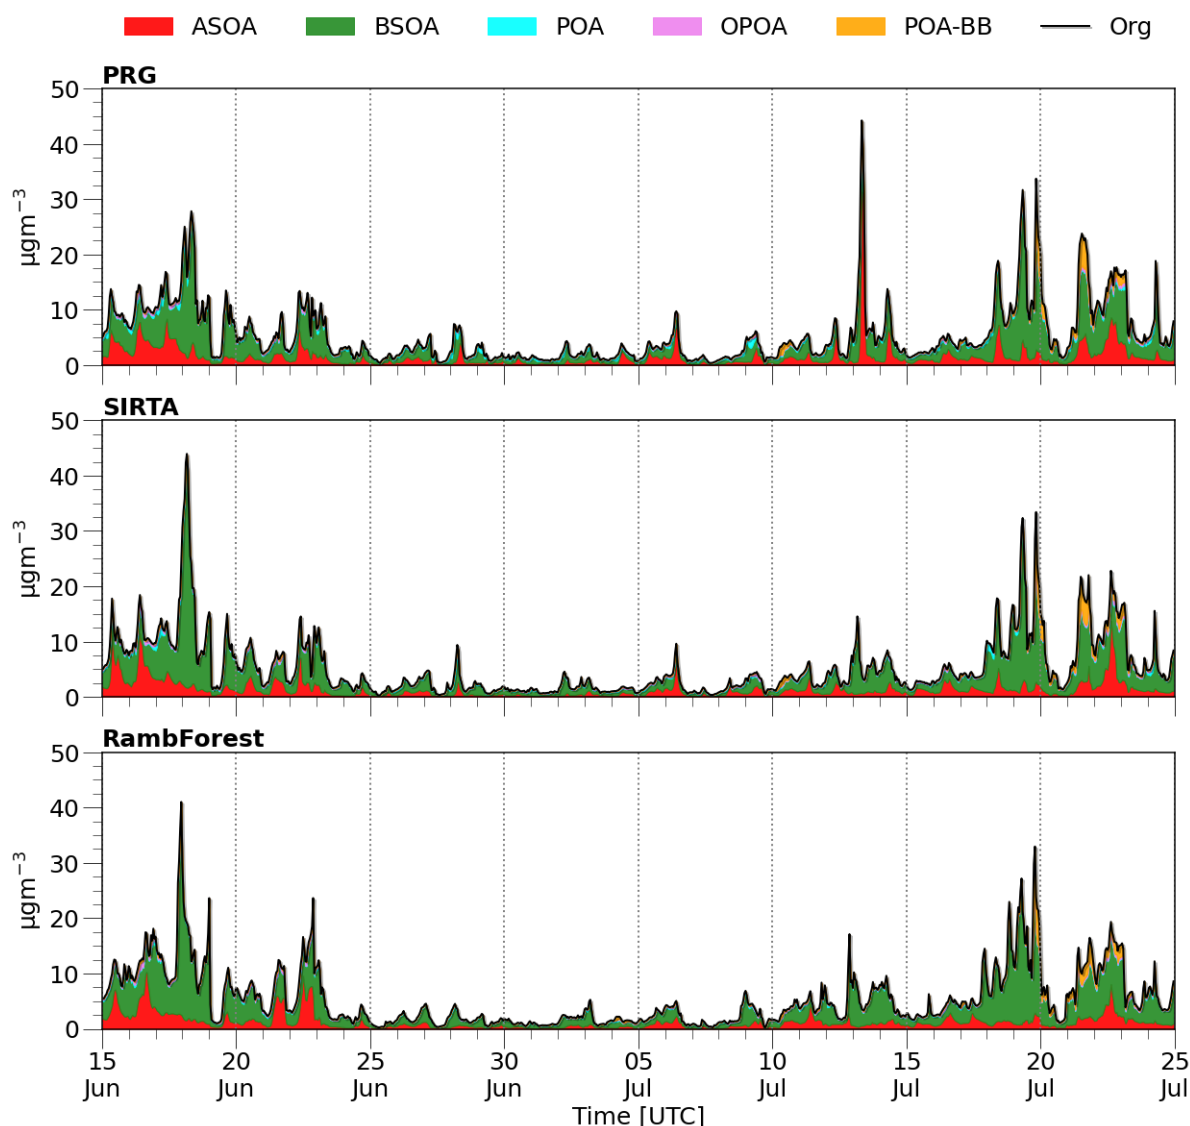 ASOA BSOA POA OPOA POA-BB Org
PRG
50
40
30
20
10
0
µgm⁻³
SIRTA
50
40
30
20
10
0
µgm⁻³
RambForest
50
40
30
20
10
0
µgm⁻³
15 20 25 30 05 10 15 20 25
Jun Jun Jun Jun Jul Jul Jul Jul Jul
Time [UTC]